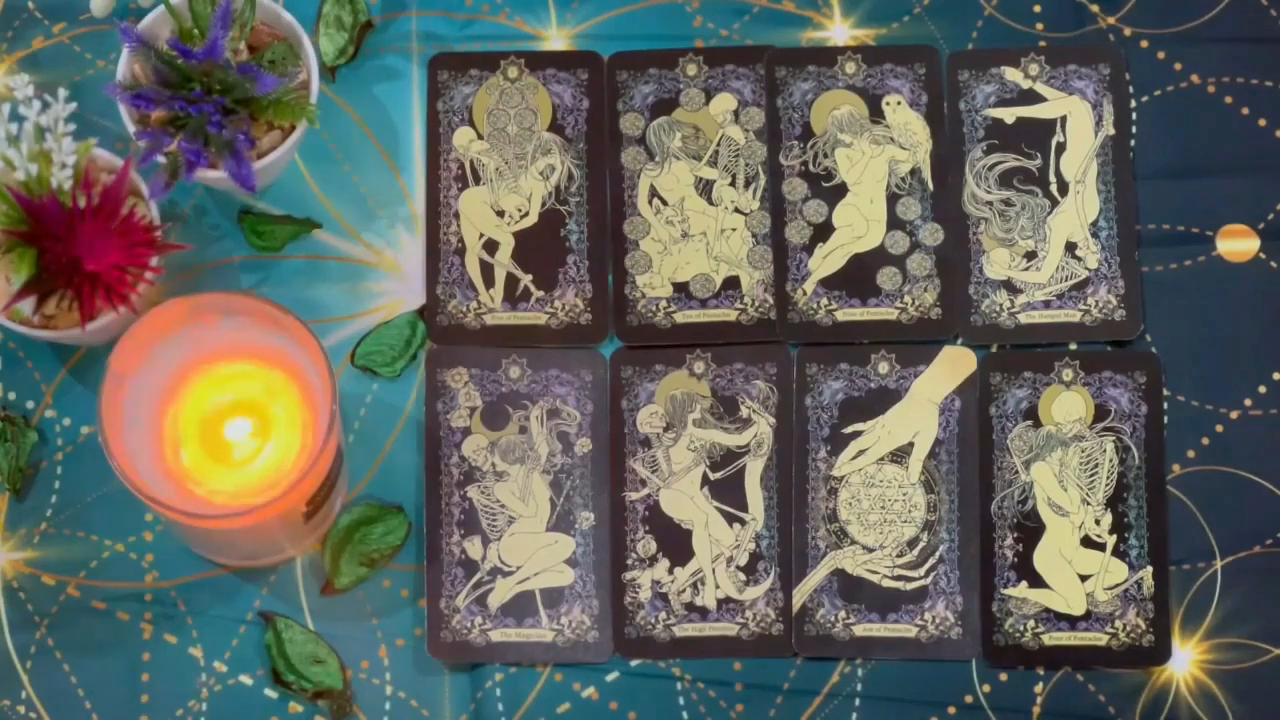 Five of Pentacles
Ten of Pentacles
Nine of Pentacles
The Hanged Man
The Magician
The High Priestess
Ace of Pentacles
Four of Pentacles